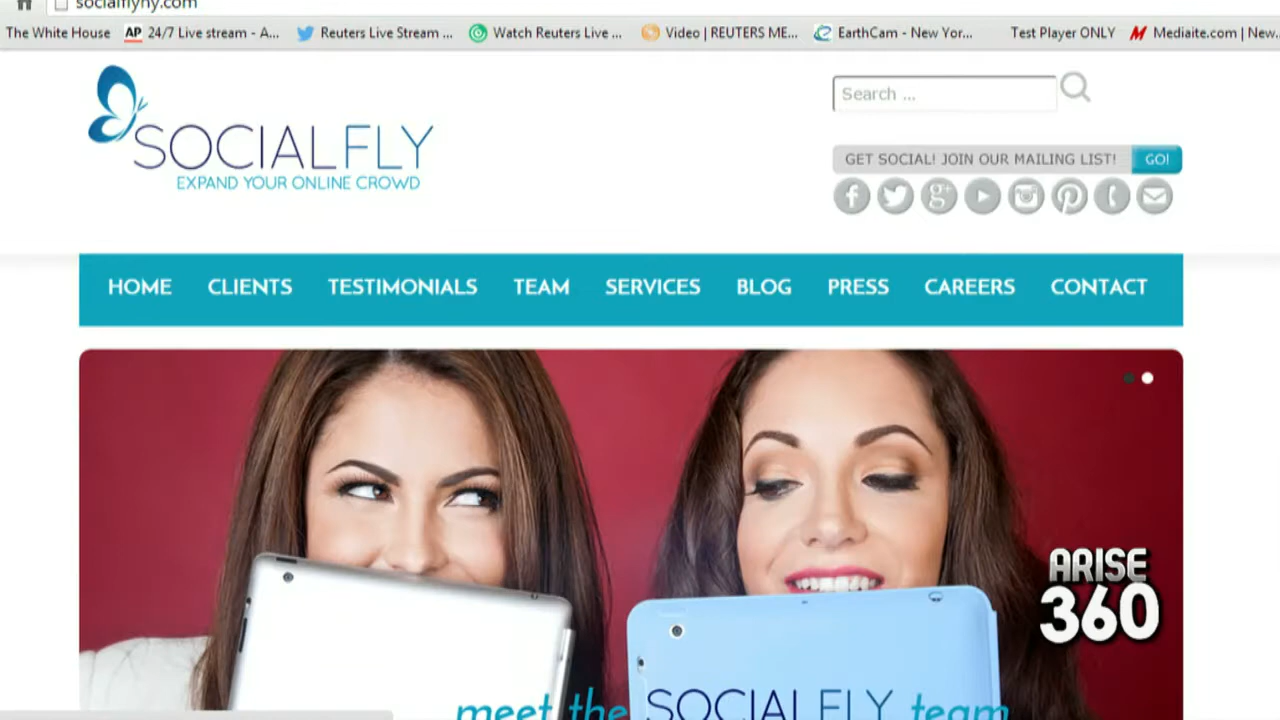 socialflyny.com
The White House
AP 24/7 Live stream - A...
Reuters Live Stream ...
Watch Reuters Live ...
Video | REUTERS ME...
EarthCam - New Yor...
Test Player ONLY
M Mediaite.com | New...
Search ...
SOCIALFLY
EXPAND YOUR ONLINE CROWD
GET SOCIAL! JOIN OUR MAILING LIST! GO!
HOME CLIENTS TESTIMONIALS TEAM SERVICES BLOG PRESS CAREERS CONTACT
ARISE
360
meet the SOCIALFLY team